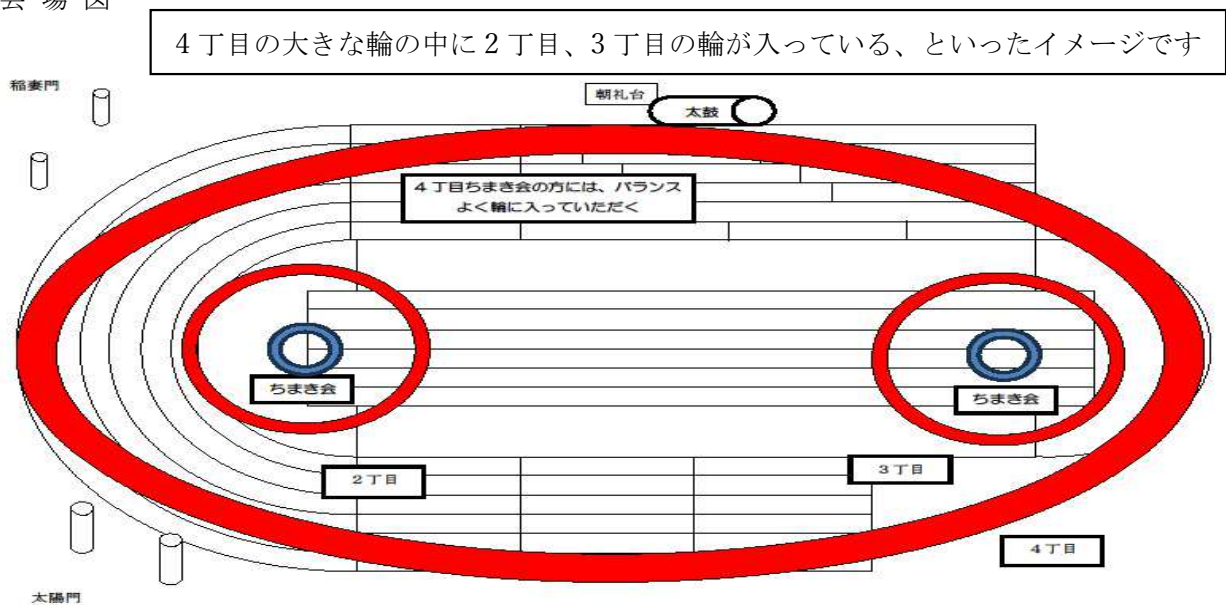 会 場 図
４丁目の大きな輪の中に２丁目、３丁目の輪が入っている、といったイメージです
稲妻門
朝礼台
太鼓
４丁目ちまき会の方には、バランス
よく輪に入っていただく
ちまき会
ちまき会
２丁目
３丁目
４丁目
太陽門